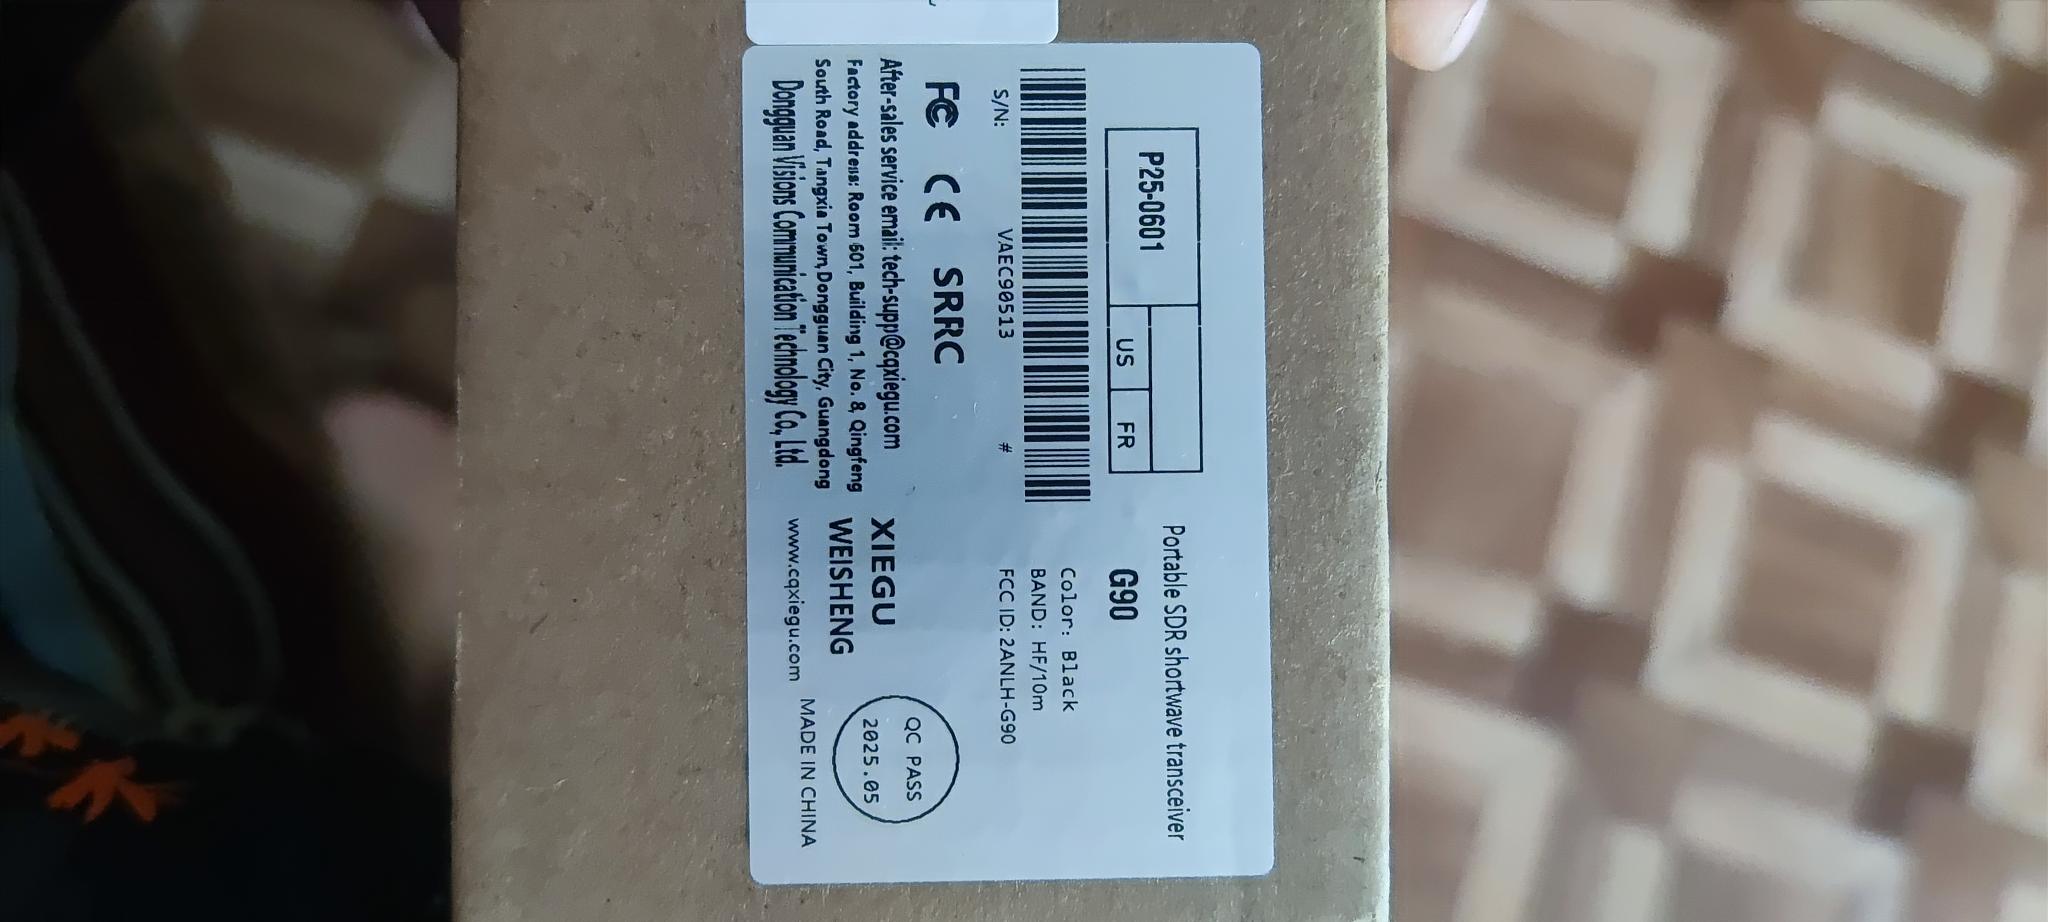 P25-0601
US FR
Portable SDR shortwave transceiver
G90
S/N: VAEC90513 #
Color: Black
BAND: HF/10m
FCC ID: 2ANLH-G90
FC CE SRRC
After-sales service email: tech-supp@cqxiegu.com
Factory address: Room 601, Building 1, No. 8, Qingfeng
South Road, Tangxia Town, Dongguan City, Guangdong
Dongguan Visions Communication Technology Co., Ltd.
XIEGU
WEISHENG
www.cqxiegu.com
QC PASS
2025.05
MADE IN CHINA